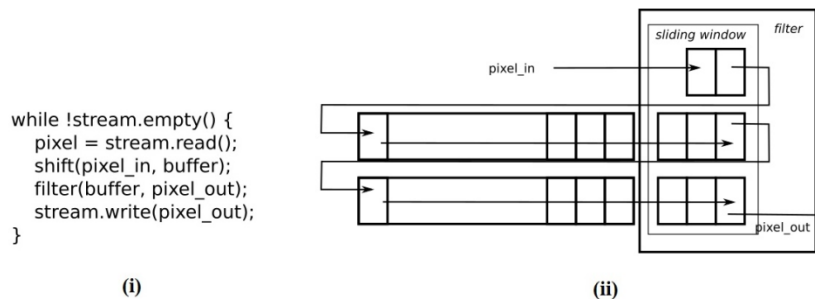 while !stream.empty() {
pixel = stream.read();
shift(pixel_in, buffer);
filter(buffer, pixel_out);
stream.write(pixel_out);
}
(i)
sliding window
filter
pixel_in
pixel_out
(ii)